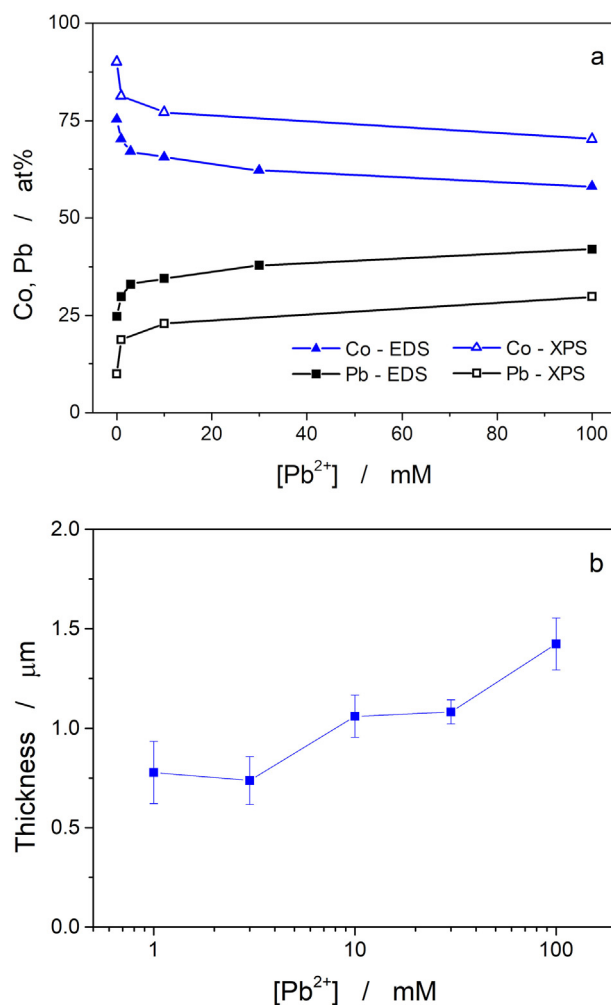 100
a
75
50
25
0
Co, Pb / at%
Co - EDS
Co - XPS
Pb - EDS
Pb - XPS
0 20 40 60 80 100
[Pb²⁺] / mM
2.0
b
1.5
1.0
0.5
0.0
Thickness / μm
1 10 100
[Pb²⁺] / mM